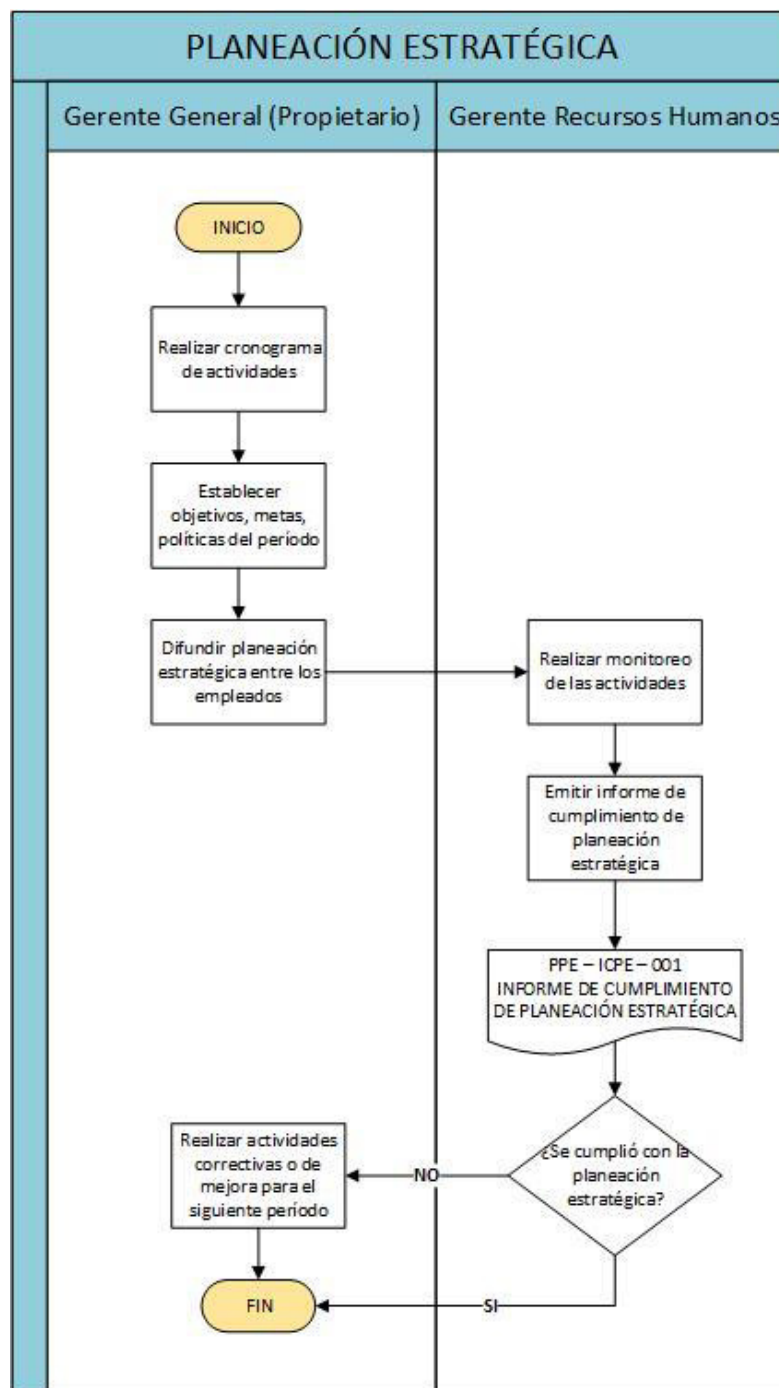 PLANEACIÓN ESTRATÉGICA
Gerente General (Propietario)
Gerente Recursos Humanos
INICIO
Realizar cronograma
de actividades
Establecer
objetivos, metas,
políticas del período
Difundir planeación
estratégica entre los
empleados
Realizar monitoreo
de las actividades
Emitir informe de
cumplimiento de
planeación
estratégica
PPE – ICPE – 001
INFORME DE CUMPLIMIENTO
DE PLANEACIÓN ESTRATÉGICA
¿Se cumplió con la
planeación
estratégica?
NO
Realizar actividades
correctivas o de
mejora para el
siguiente período
SI
FIN